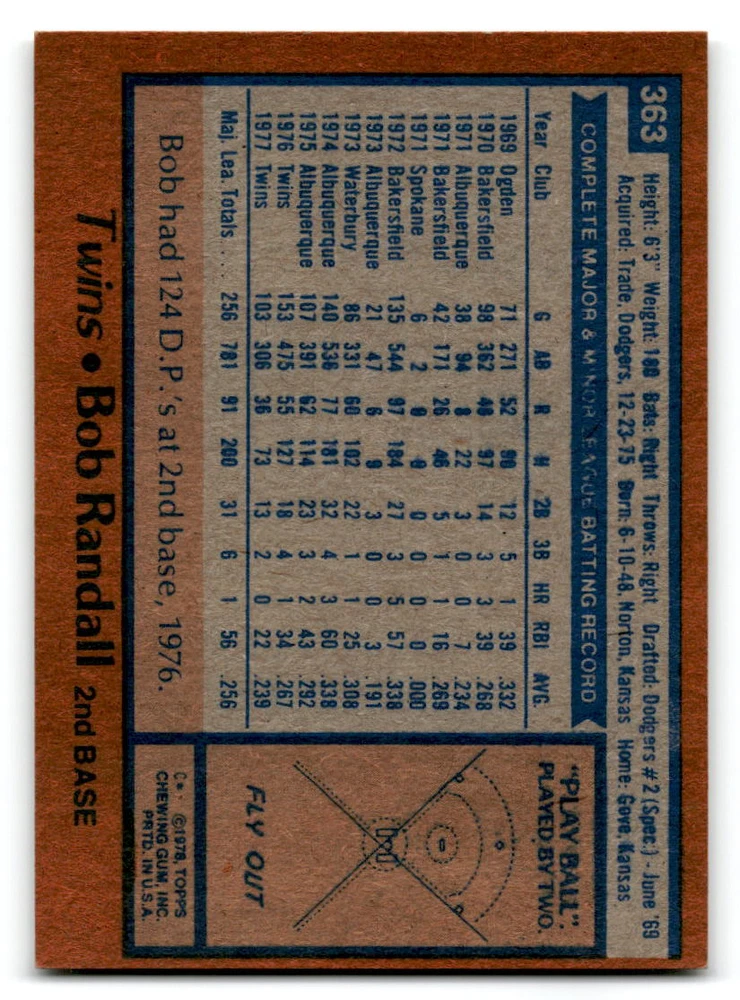 363
Height: 6'3" Weight: 188 Bats: Right Throws: Right Drafted: Dodgers #2 (Spec.) - June '69
Acquired: Trade, Dodgers, 12-23-75 Born: 6-10-48, Norton, Kansas Home: Gove, Kansas
COMPLETE MAJOR & MINOR LEAGUE BATTING RECORD
Year Club G AB R H 2B 3B HR RBI AVG.
1969 Ogden 71 271 52 90 12 5 1 39 .332
1970 Bakersfield 98 362 48 97 14 3 3 39 .268
1971 Albuquerque 38 94 8 22 3 0 0 7 .234
1971 Bakersfield 42 171 26 46 5 1 1 16 .269
1971 Spokane 6 2 0 0 0 0 0 0 .000
1972 Bakersfield 135 544 97 184 27 3 5 57 .338
1973 Albuquerque 21 47 6 9 3 0 0 3 .191
1973 Waterbury 86 331 60 102 22 1 1 25 .308
1974 Albuquerque 140 536 77 181 32 4 3 60 .338
1975 Albuquerque 107 391 62 114 23 3 2 43 .292
1976 Twins 153 475 55 127 18 4 1 34 .267
1977 Twins 103 306 36 73 13 2 0 22 .239
Maj. Lea. Totals . . . . 256 781 91 200 31 6 1 56 .256
Bob had 124 D.P.'s at 2nd base, 1976.
"PLAY BALL".
PLAYED BY TWO.
FLY OUT
©1978, TOPPS
CHEWING GUM, INC.
PRTD. IN U.S.A.
Twins • Bob Randall 2nd BASE